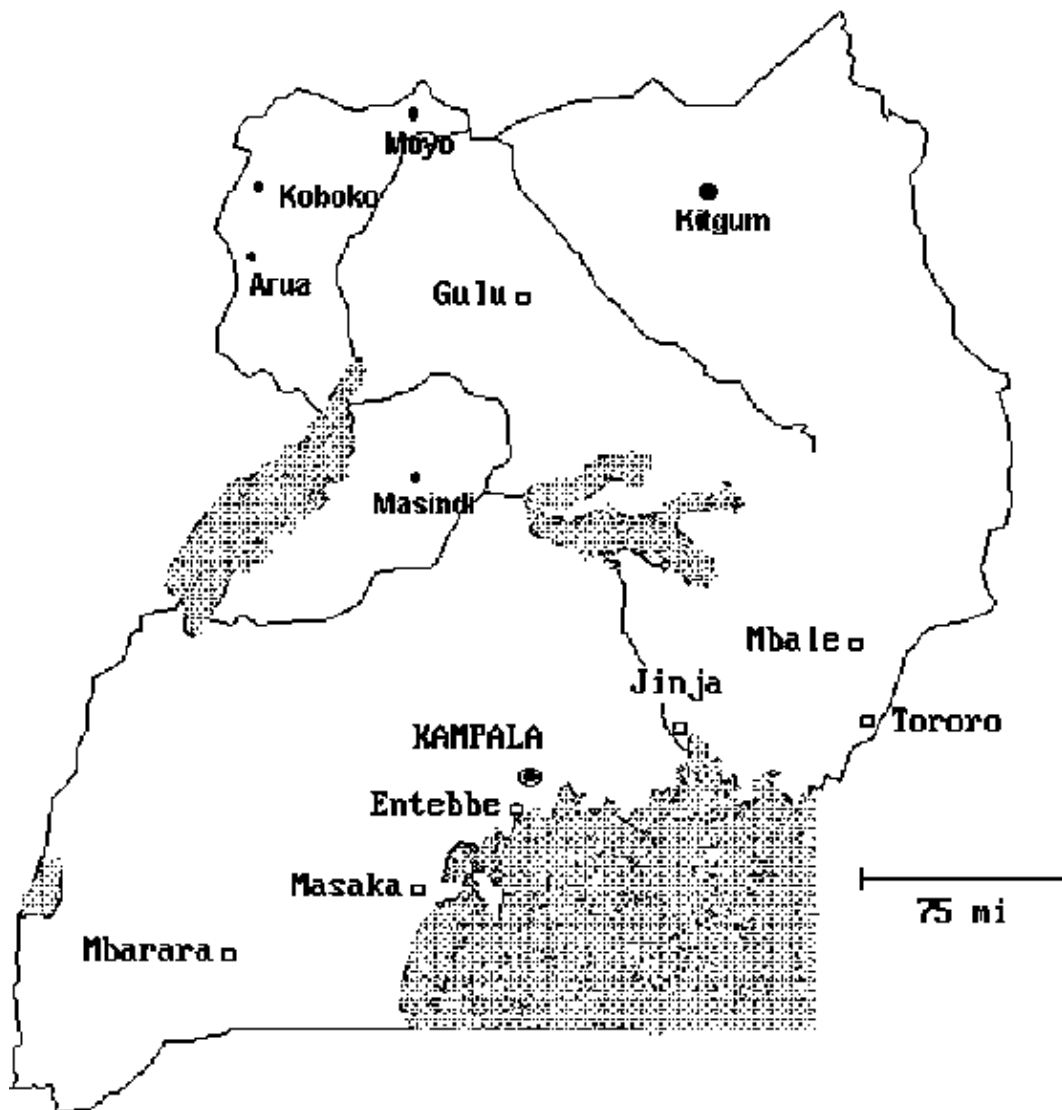 Moyo
Koboko
Kitgum
Arua
Gulu
Masindi
Mbale
Jinja
Tororo
KAMPALA
Entebbe
Masaka
75 mi
Mbarara